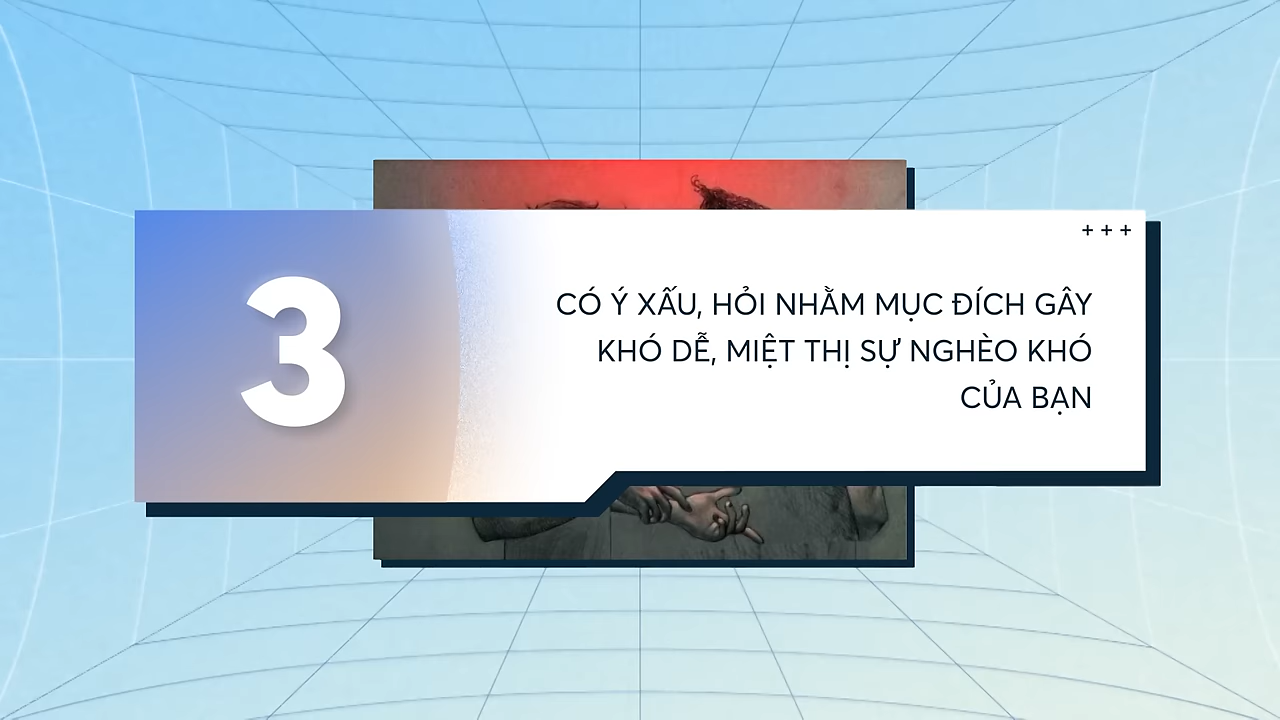 + + +
3
CÓ Ý XẤU, HỎI NHẰM MỤC ĐÍCH GÂY
KHÓ DỄ, MIỆT THỊ SỰ NGHÈO KHÓ
CỦA BẠN